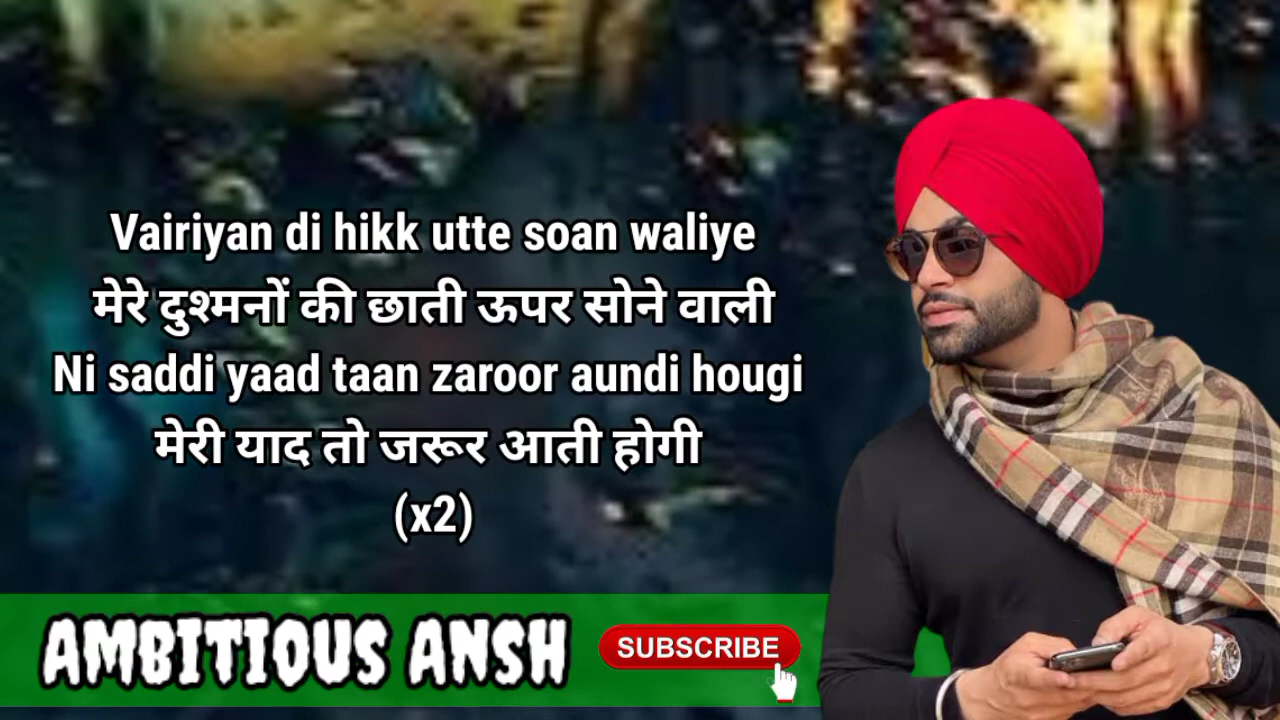 Vairiyan di hikk utte soan waliye
मेरे दुश्मनों की छाती ऊपर सोने वाली
Ni saddi yaad taan zaroor aundi hougi
मेरी याद तो जरूर आती होगी
(x2)
AMBITIOUS ANSH
SUBSCRIBE